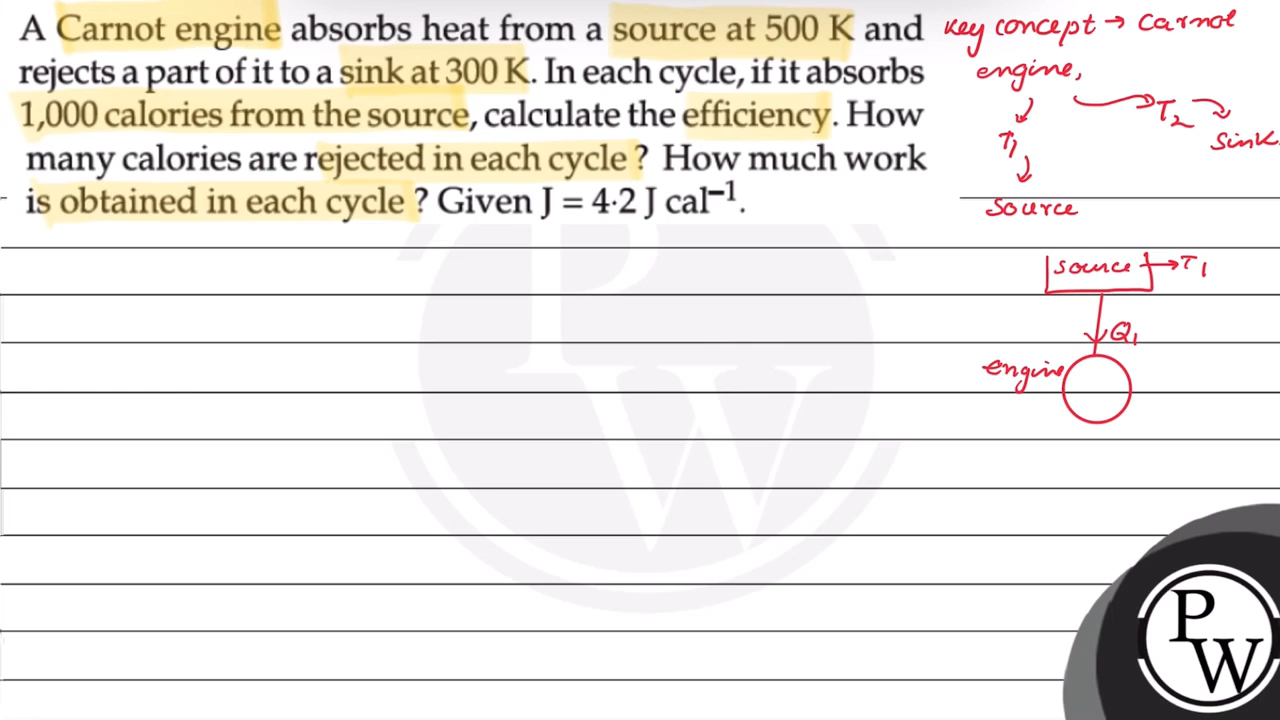 A Carnot engine absorbs heat from a source at 500 K and
rejects a part of it to a sink at 300 K. In each cycle, if it absorbs
1,000 calories from the source, calculate the efficiency. How
many calories are rejected in each cycle ? How much work
is obtained in each cycle ? Given J = 4·2 J cal⁻¹.
Key concept → Carnot
engine,
T₁
T₂
Sink
Source
Source → T₁
Q₁
engine
P
W
PW